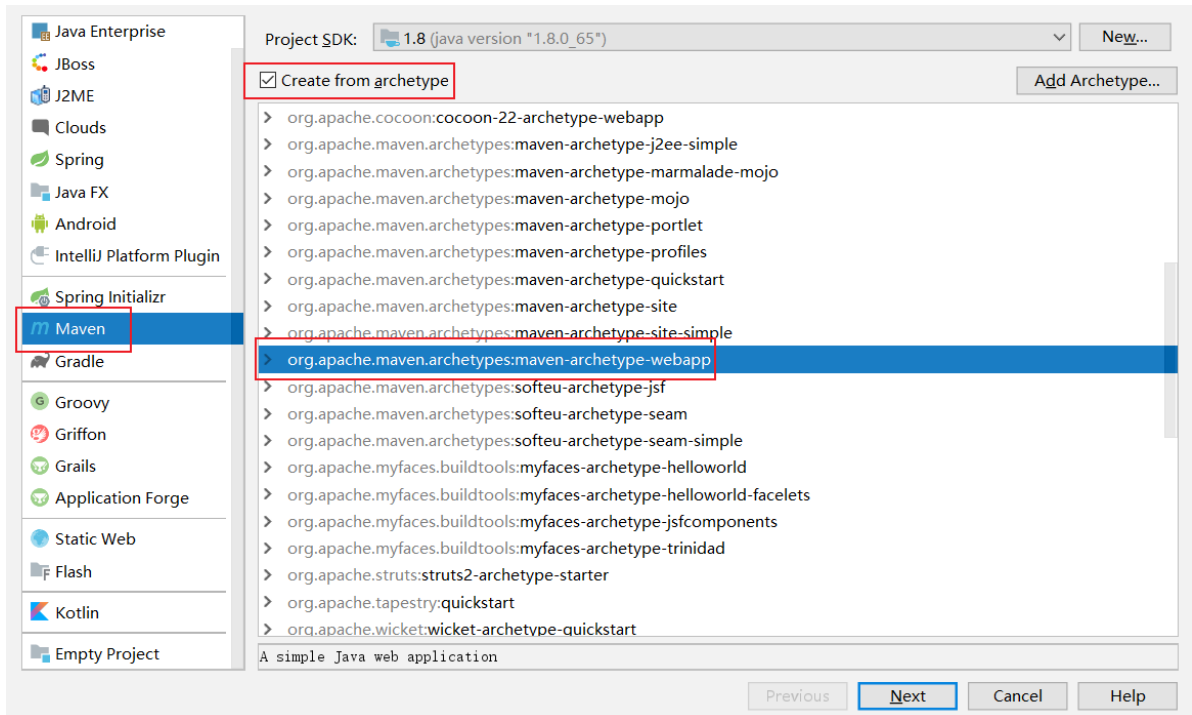 Java Enterprise
JBoss
J2ME
Clouds
Spring
Java FX
Android
IntelliJ Platform Plugin
Spring Initializr
Maven
Gradle
Groovy
Griffon
Grails
Application Forge
Static Web
Flash
Kotlin
Empty Project
Project SDK: 1.8 (java version "1.8.0_65") New...
Create from archetype Add Archetype...
org.apache.cocoon:cocoon-22-archetype-webapp
org.apache.maven.archetypes:maven-archetype-j2ee-simple
org.apache.maven.archetypes:maven-archetype-marmalade-mojo
org.apache.maven.archetypes:maven-archetype-mojo
org.apache.maven.archetypes:maven-archetype-portlet
org.apache.maven.archetypes:maven-archetype-profiles
org.apache.maven.archetypes:maven-archetype-quickstart
org.apache.maven.archetypes:maven-archetype-site
org.apache.maven.archetypes:maven-archetype-site-simple
org.apache.maven.archetypes:maven-archetype-webapp
org.apache.maven.archetypes:softeu-archetype-jsf
org.apache.maven.archetypes:softeu-archetype-seam
org.apache.maven.archetypes:softeu-archetype-seam-simple
org.apache.myfaces.buildtools:myfaces-archetype-helloworld
org.apache.myfaces.buildtools:myfaces-archetype-helloworld-facelets
org.apache.myfaces.buildtools:myfaces-archetype-jsfcomponents
org.apache.myfaces.buildtools:myfaces-archetype-trinidad
org.apache.struts:struts2-archetype-starter
org.apache.tapestry:quickstart
org.apache.wicket:wicket-archetype-quickstart
A simple Java web application
Previous Next Cancel Help